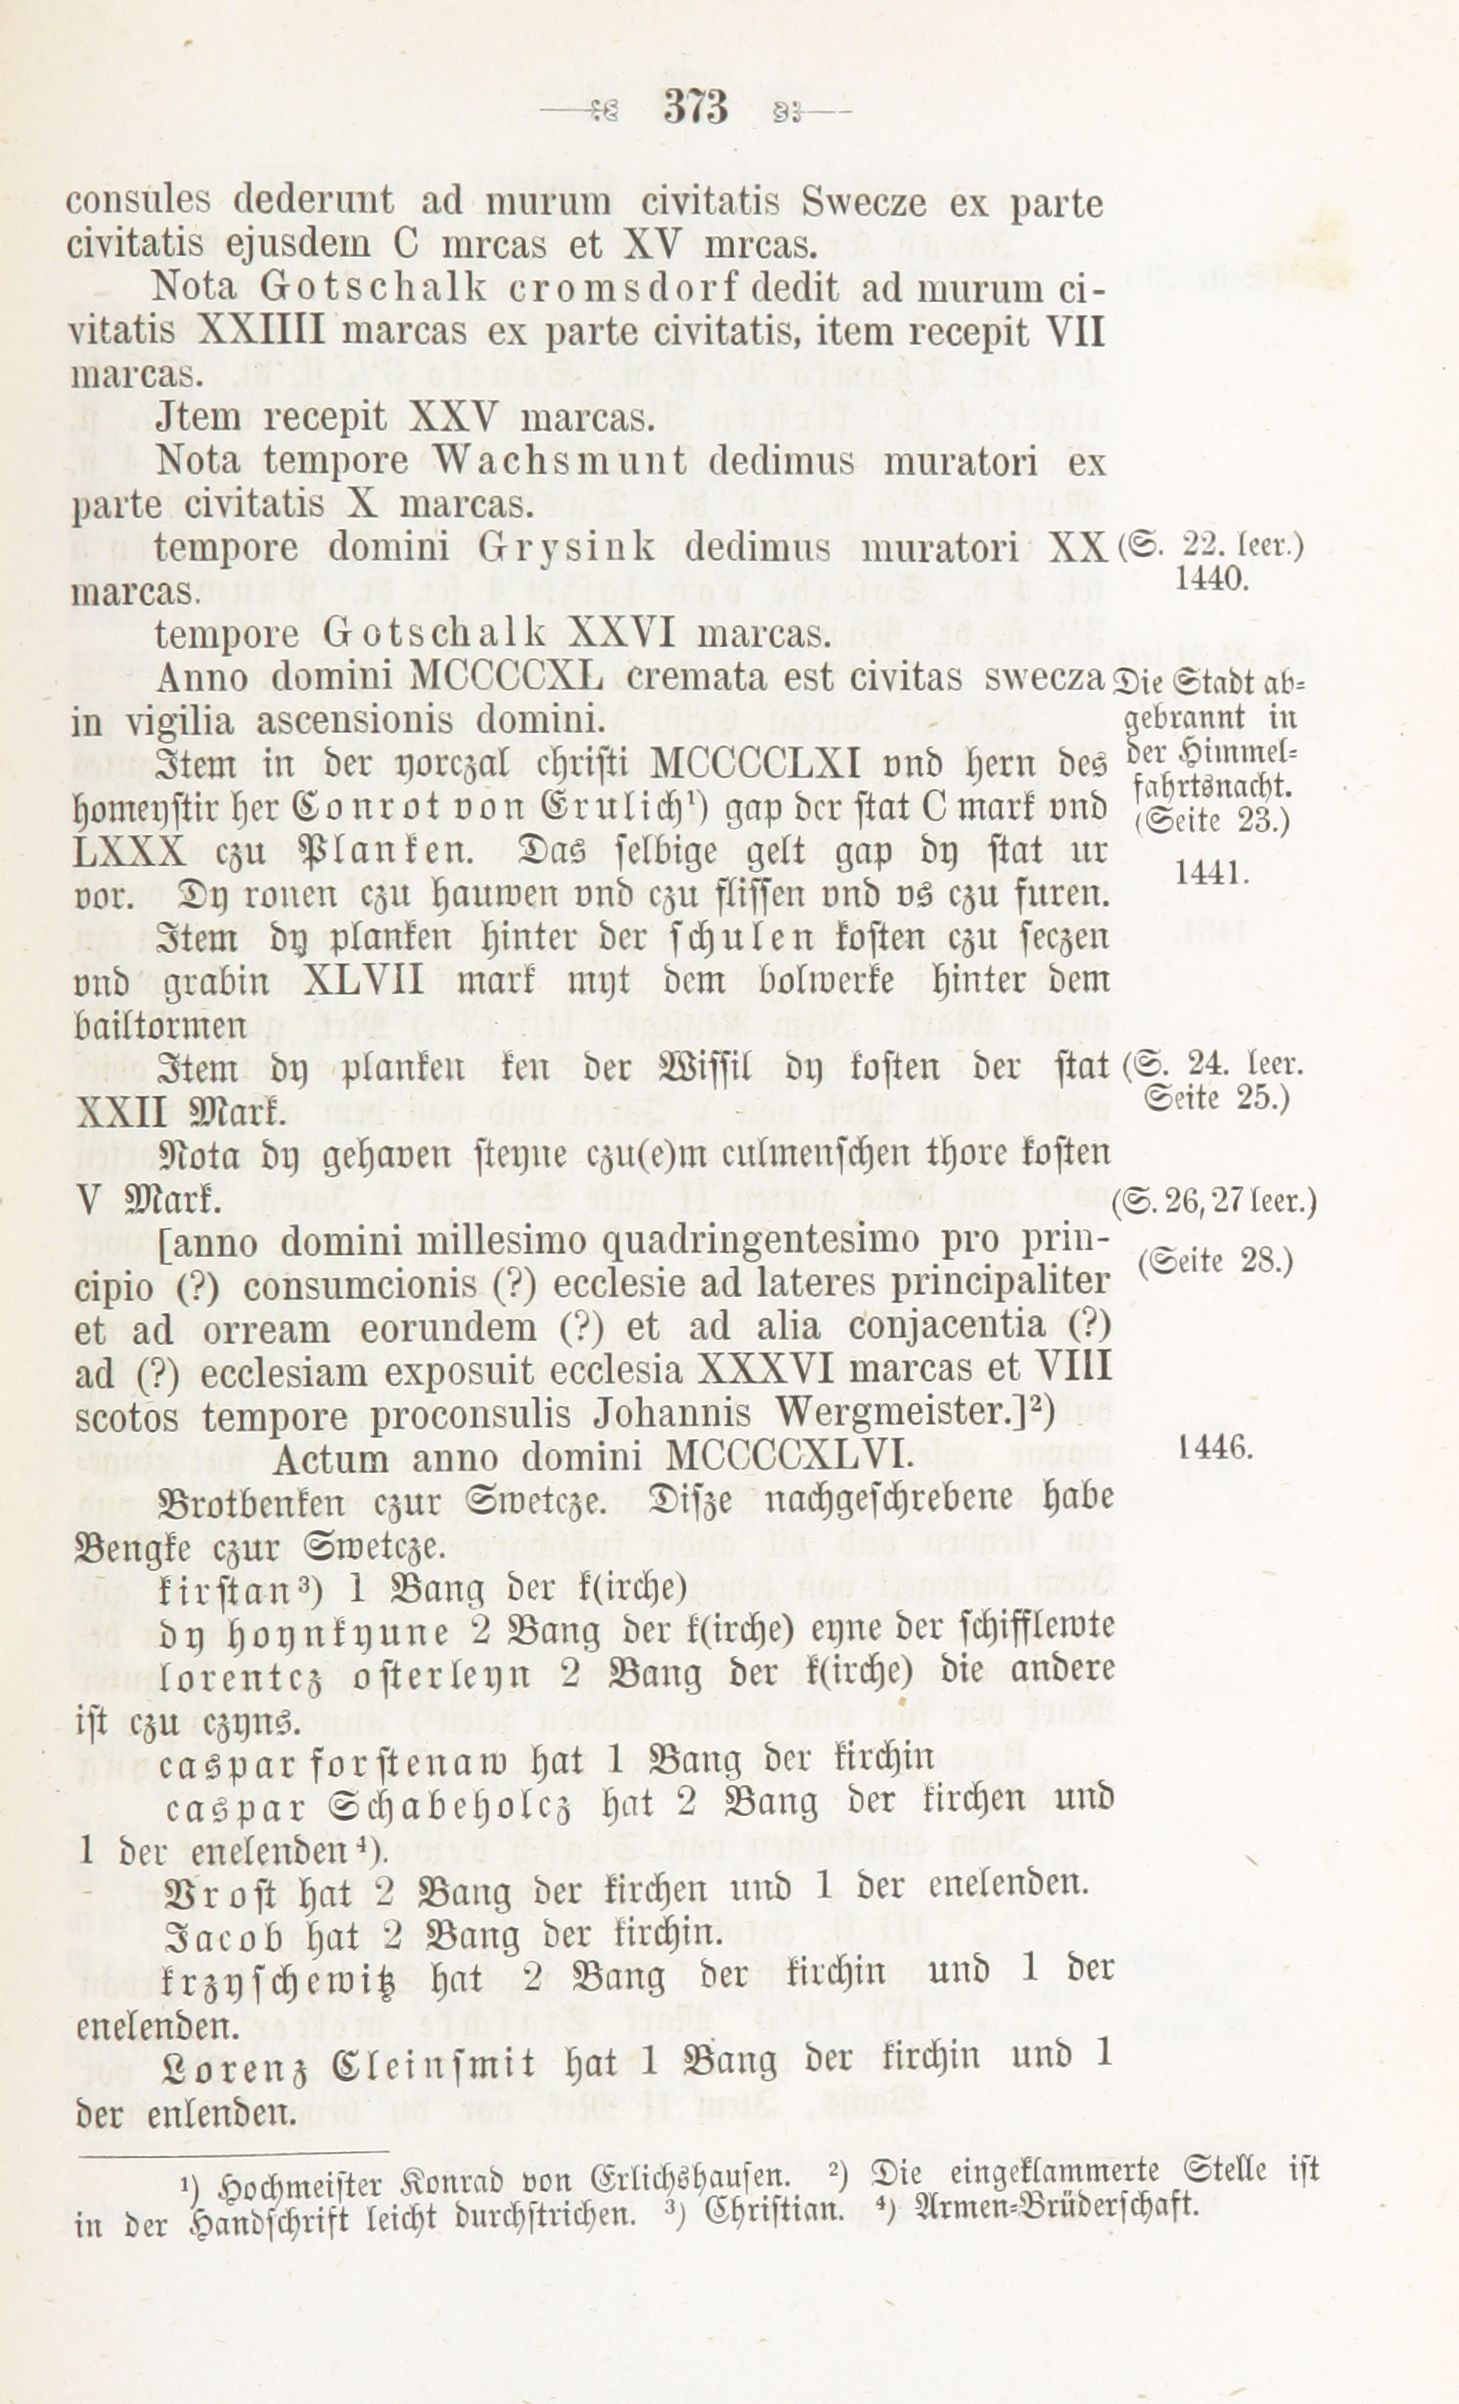 373
consules dederunt ad murum civitatis Swecze ex parte
civitatis ejusdem C mrcas et XV mrcas.
Nota Gotschalk cromsdorf dedit ad murum ci-
vitatis XXIIII marcas ex parte civitatis, item recepit VII
marcas.
Jtem recepit XXV marcas.
Nota tempore Wachsmunt dedimus muratori ex
parte civitatis X marcas.
tempore domini Grysink dedimus muratori XX
(S. 22. leer.)
1440.
marcas.
tempore Gotschalk XXVI marcas.
Anno domini MCCCCXL cremata est civitas swecza
in vigilia ascensionis domini.
Die Stadt ab-
gebrannt in
der Himmel-
fahrtsnacht.
(Seite 23.)
1441.
Item in der yorczal christi MCCCCLXI vnd hern des
homeystir her Conrot von Erulich¹) gap der stat C mark vnd
LXXX czu Planken. Das selbige gelt gap dy stat ur
vor. Dy ronen czu hauwen vnd czu flissen vnd vs czu furen.
Item dy planken hinter der schulen kosten czu seczen
vnd grabin XLVII mark myt dem bolwerke hinter dem
bailtormen
Item dy planken ken der Wissil dy kosten der stat
XXII Mark.
(S. 24. leer.
Seite 25.)
Nota dy gehaven steyne czu(e)m culmenschen thore kosten
V Mark.
(S. 26, 27 leer.)
[anno domini millesimo quadringentesimo pro prin-
(Seite 28.)
cipio (?) consumcionis (?) ecclesie ad lateres principaliter
et ad orream eorundem (?) et ad alia conjacentia (?)
ad (?) ecclesiam exposuit ecclesia XXXVI marcas et VIII
scotos tempore proconsulis Johannis Wergmeister.]²)
Actum anno domini MCCCCXLVI.
1446.
Brotbenken czur Swetcze. Disze nachgeschrebene habe
Bengke czur Swetcze.
kirstan³) 1 Bang der k(irche)
dy hoynkyune 2 Bang der k(irche) eyne der schifflewte
lorentcz osterleyn 2 Bang der k(irche) die andere
ist czu czyns.
caspar forstenaw hat 1 Bang der kirchin
caspar Schabeholcz hat 2 Bang der kirchen und
1 der enelenden⁴).
Vrost hat 2 Bang der kirchen und 1 der enelenden.
Jacob hat 2 Bang der kirchin.
krzyschewitz hat 2 Bang der kirchin und 1 der
enelenden.
Lorenz Cleinsmit hat 1 Bang der kirchin und 1
der enlenden.
¹) Hochmeister Konrad von Erlichshausen. ²) Die eingeklammerte Stelle ist
in der Handschrift leicht durchstrichen. ³) Christian. ⁴) Armen-Brüderschaft.